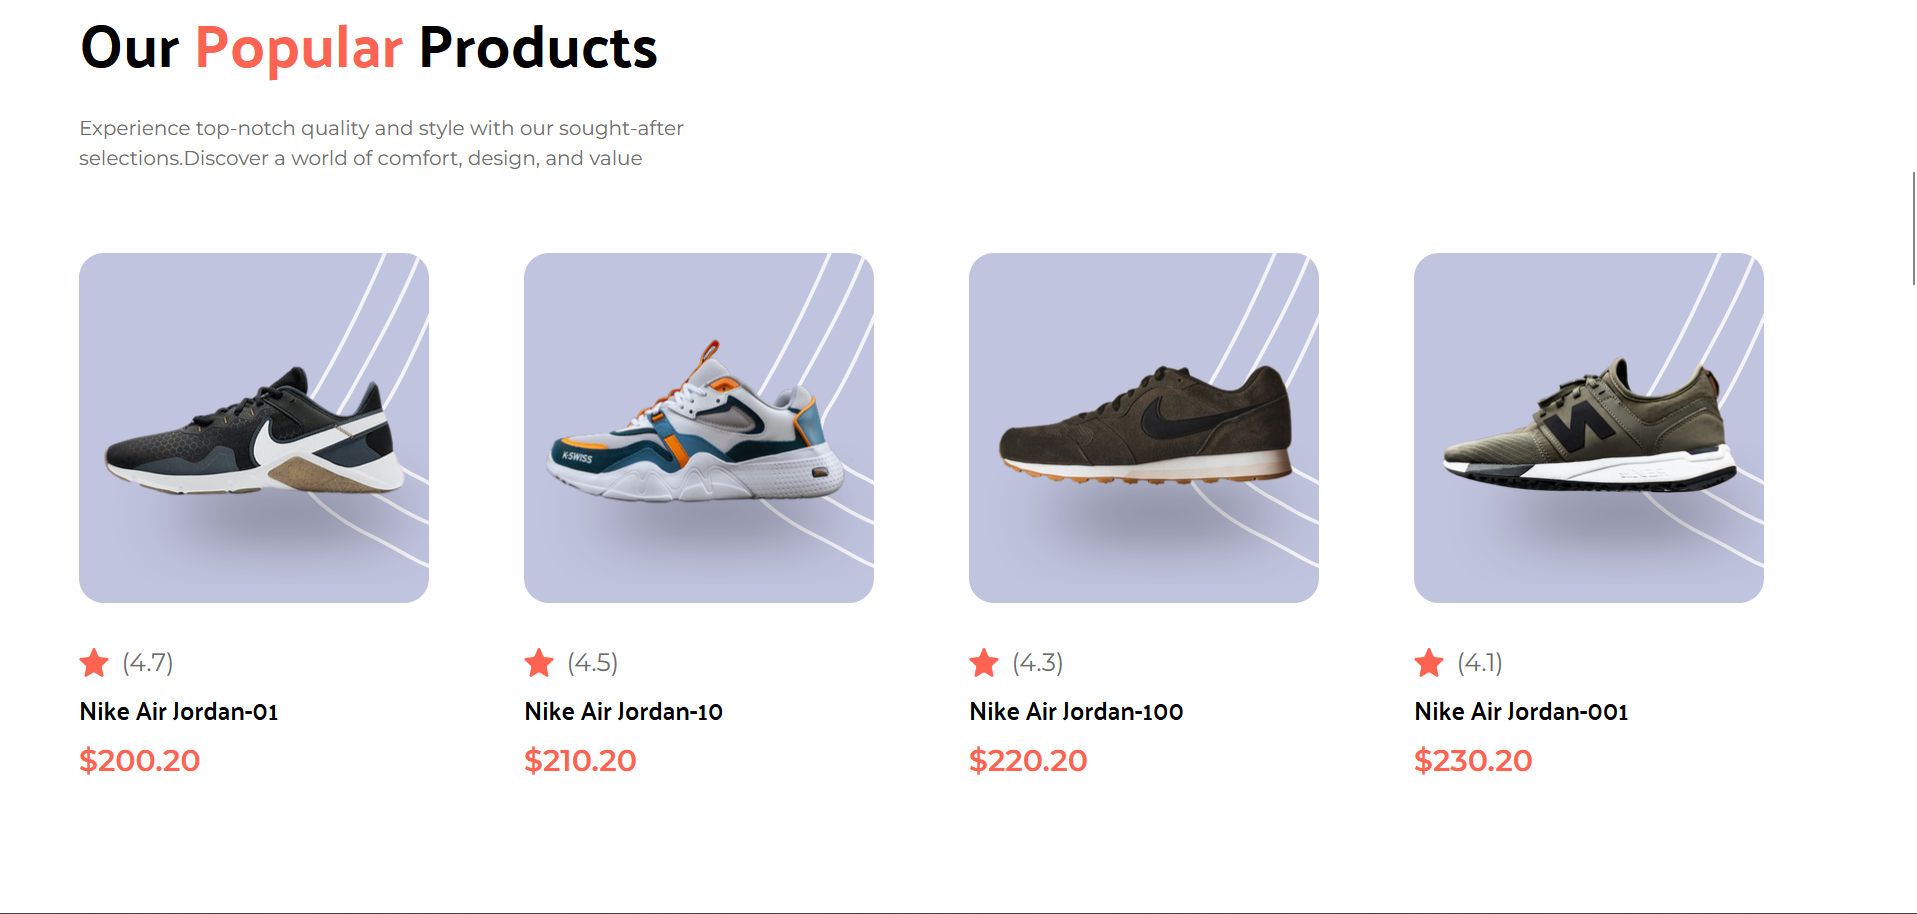 Our Popular Products
Experience top-notch quality and style with our sought-after
selections.Discover a world of comfort, design, and value
K-SWISS
(4.7)
Nike Air Jordan-01
$200.20
(4.5)
Nike Air Jordan-10
$210.20
(4.3)
Nike Air Jordan-100
$220.20
(4.1)
Nike Air Jordan-001
$230.20